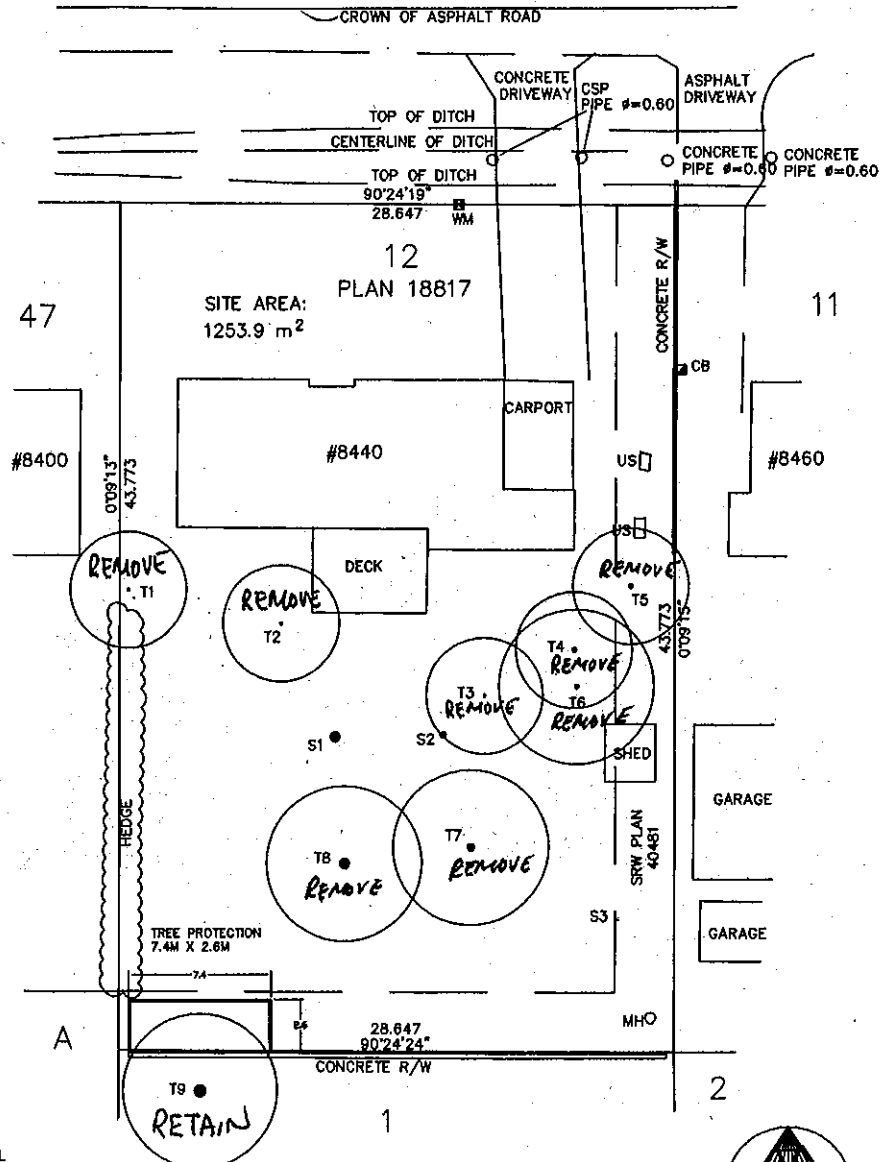 CROWN OF ASPHALT ROAD
CONCRETE
DRIVEWAY
CSP
PIPE ø=0.60
ASPHALT
DRIVEWAY
TOP OF DITCH
CENTERLINE OF DITCH
TOP OF DITCH
CONCRETE
PIPE ø=0.60
CONCRETE
PIPE ø=0.60
90°24'19"
28.647
WM
12
PLAN 18817
47
SITE AREA:
1253.9 m²
11
CONCRETE R/W
CB
CARPORT
#8400
0°09'13"
43.773
#8440
US
#8460
US
DECK
REMOVE
T1
REMOVE
T2
REMOVE
T5
43.773
0°09'15"
T4
REMOVE
T3
REMOVE
T6
REMOVE
S1
S2
SHED
HEDGE
GARAGE
T8
REMOVE
T7
REMOVE
SRW PLAN
40481
S3
GARAGE
TREE PROTECTION
7.4M X 2.6M
7.4
A
28.647
90°24'24"
CONCRETE R/W
MH
T9
RETAIN
1
2